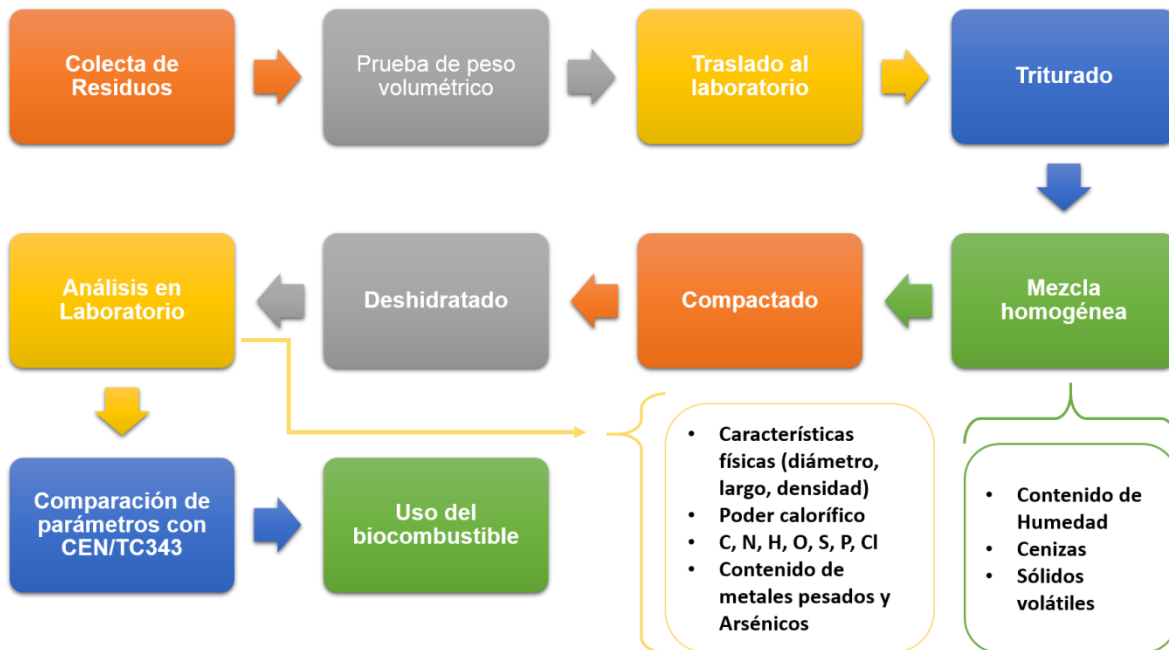 Colecta de
Residuos
Prueba de peso
volumétrico
Traslado al
laboratorio
Triturado
Mezcla
homogénea
Compactado
Deshidratado
Análisis en
Laboratorio
Comparación de
parámetros con
CEN/TC343
Uso del
biocombustible
• Características
físicas (diámetro,
largo, densidad)
• Poder calorífico
• C, N, H, O, S, P, Cl
• Contenido de
metales pesados y
Arsénicos
• Contenido de
Humedad
• Cenizas
• Sólidos
volátiles